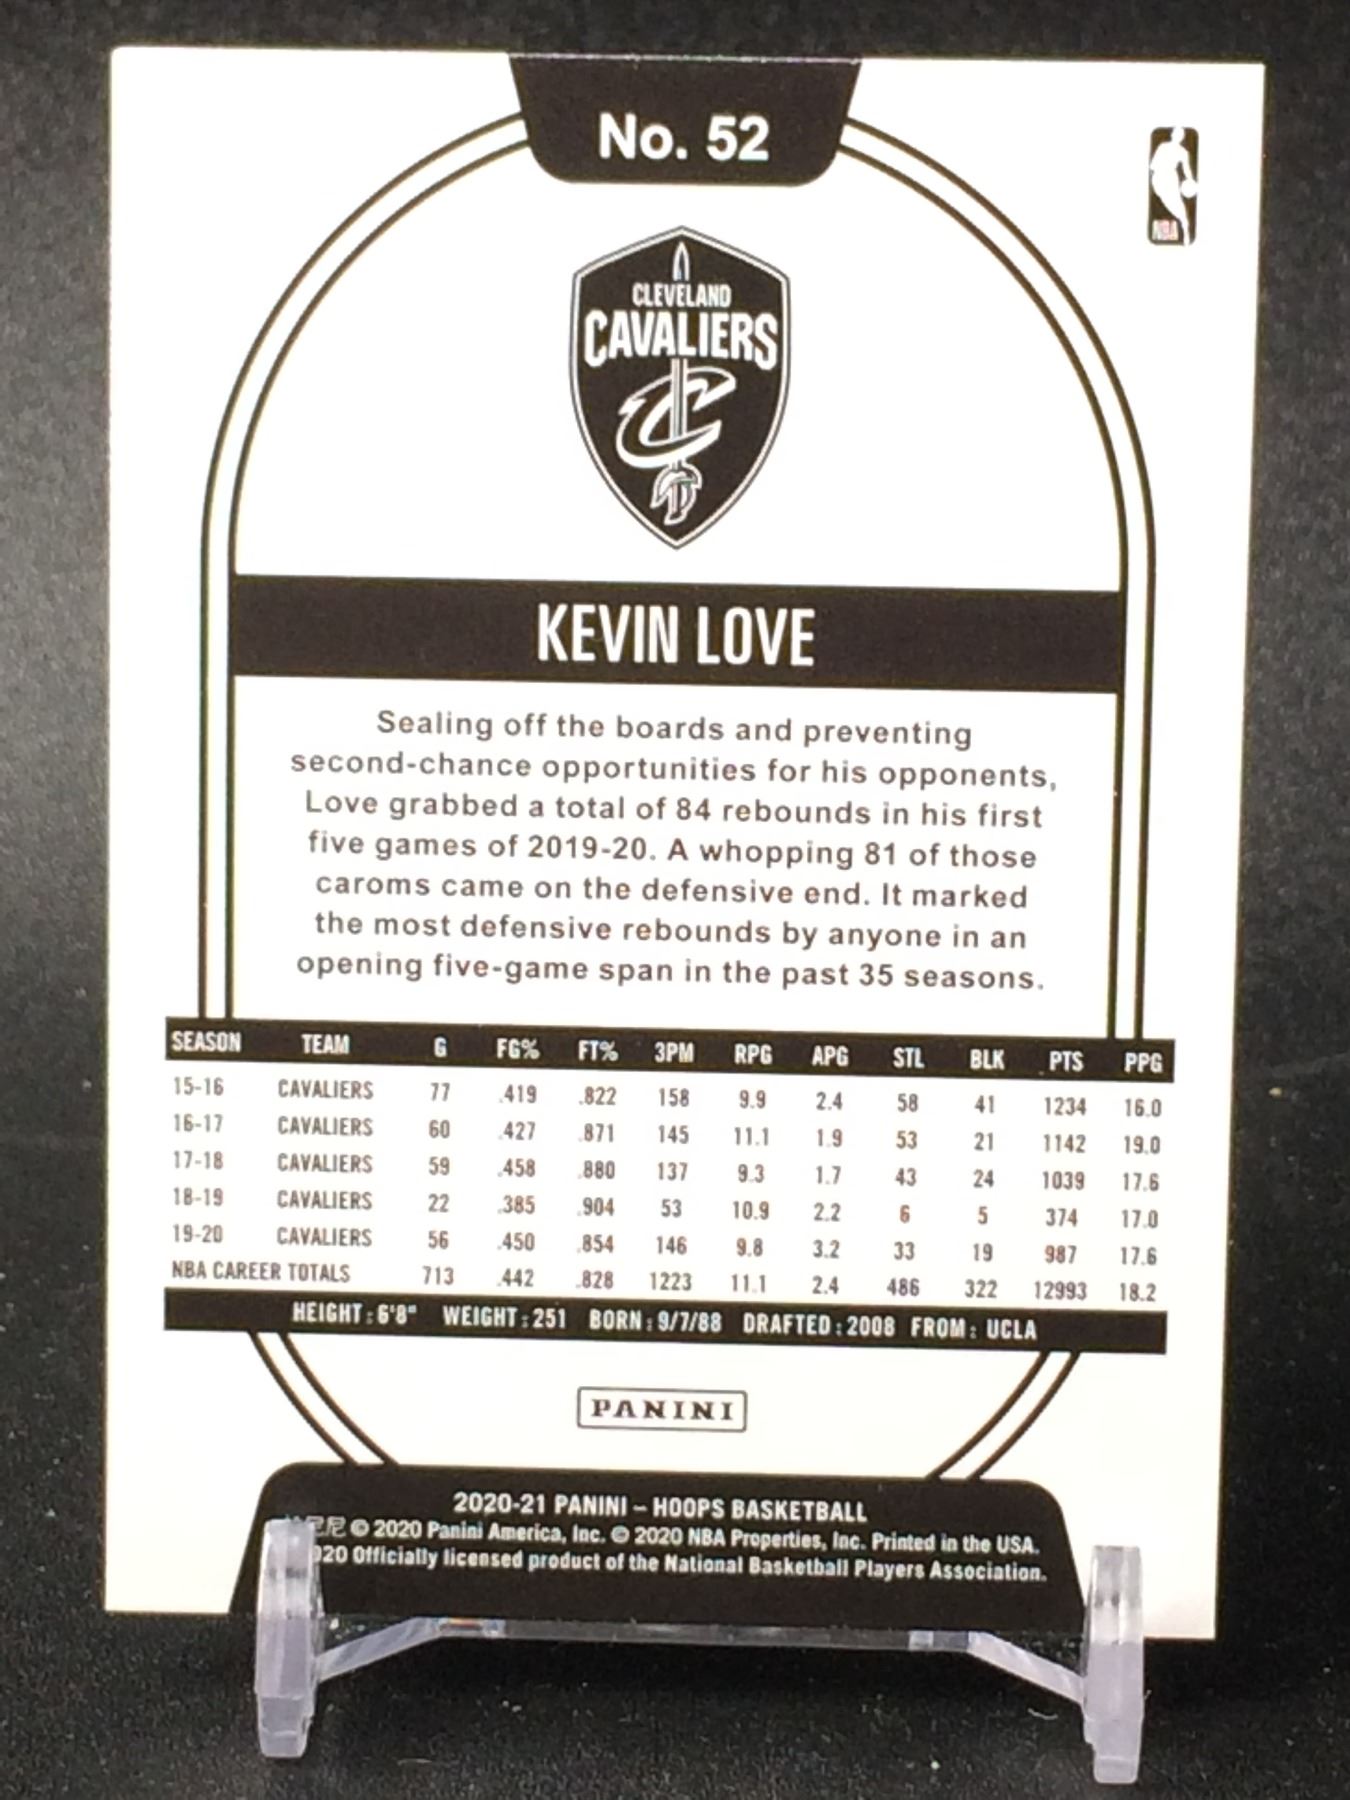 No. 52
NBA
CLEVELAND
CAVALIERS
KEVIN LOVE
Sealing off the boards and preventing
second-chance opportunities for his opponents,
Love grabbed a total of 84 rebounds in his first
five games of 2019-20. A whopping 81 of those
caroms came on the defensive end. It marked
the most defensive rebounds by anyone in an
opening five-game span in the past 35 seasons.
SEASON TEAM G FG% FT% 3PM RPG APG STL BLK PTS PPG
15-16 CAVALIERS 77 .419 .822 158 9.9 2.4 58 41 1234 16.0
16-17 CAVALIERS 60 .427 .871 145 11.1 1.9 53 21 1142 19.0
17-18 CAVALIERS 59 .458 .880 137 9.3 1.7 43 24 1039 17.6
18-19 CAVALIERS 22 .385 .904 53 10.9 2.2 6 5 374 17.0
19-20 CAVALIERS 56 .450 .854 146 9.8 3.2 33 19 987 17.6
NBA CAREER TOTALS 713 .442 .828 1223 11.1 2.4 486 322 12993 18.2
HEIGHT: 6'8" WEIGHT: 251 BORN: 9/7/88 DRAFTED: 2008 FROM: UCLA
PANINI
2020-21 PANINI – HOOPS BASKETBALL
尼 © 2020 Panini America, Inc. © 2020 NBA Properties, Inc. Printed in the USA.
020 Officially licensed product of the National Basketball Players Association.